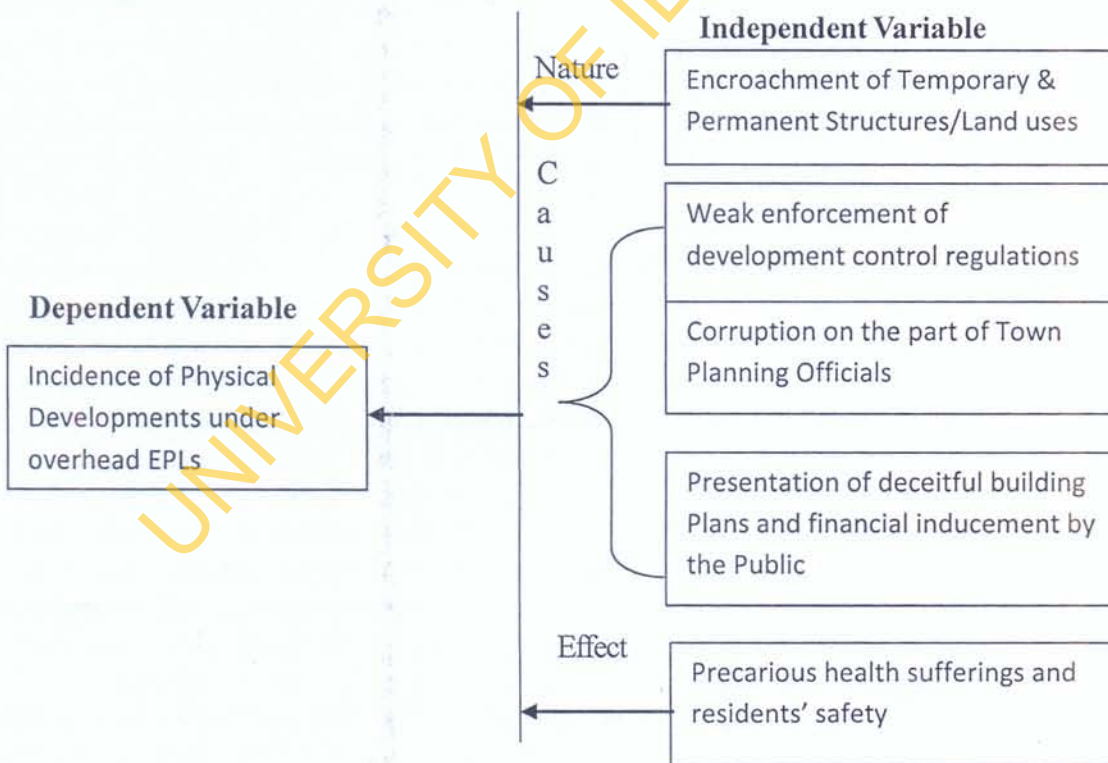 Independent Variable
Nature
Encroachment of Temporary &
Permanent Structures/Land uses
Causes
Weak enforcement of
development control regulations
Corruption on the part of Town
Planning Officials
Presentation of deceitful building
Plans and financial inducement by
the Public
Dependent Variable
Incidence of Physical
Developments under
overhead EPLs
Effect
Precarious health sufferings and
residents' safety
UNIVERSITY OF